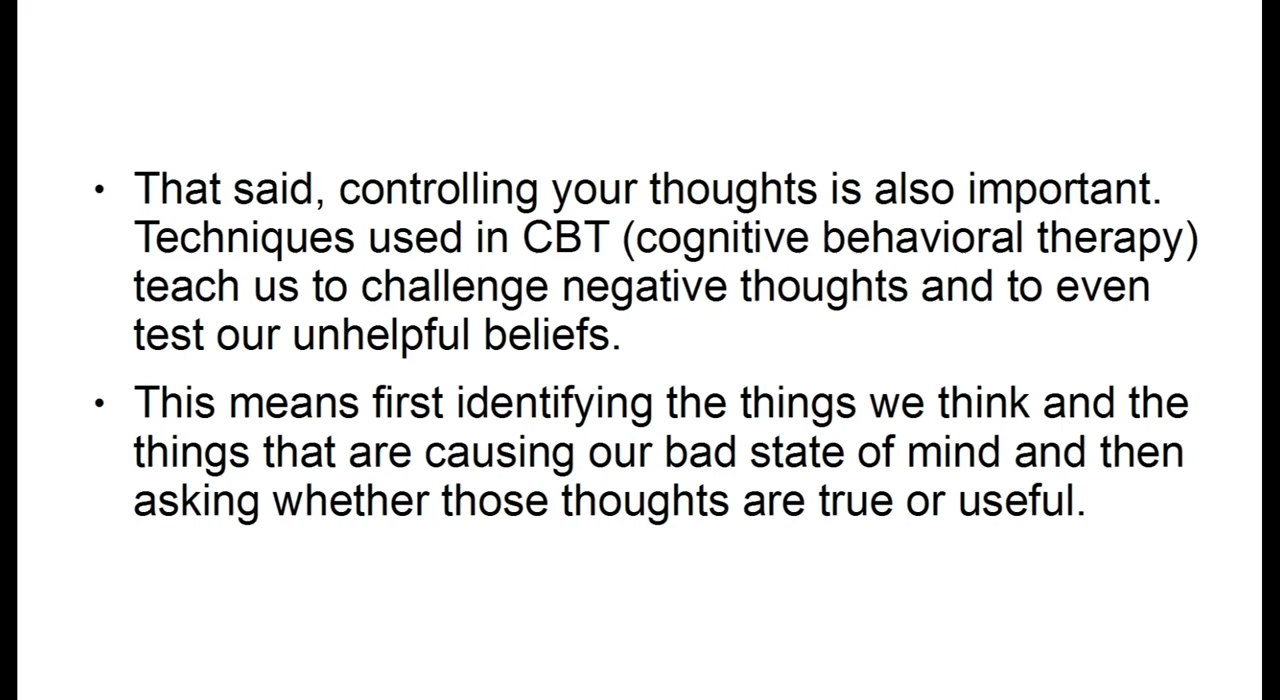 • That said, controlling your thoughts is also important.
Techniques used in CBT (cognitive behavioral therapy)
teach us to challenge negative thoughts and to even
test our unhelpful beliefs.
• This means first identifying the things we think and the
things that are causing our bad state of mind and then
asking whether those thoughts are true or useful.